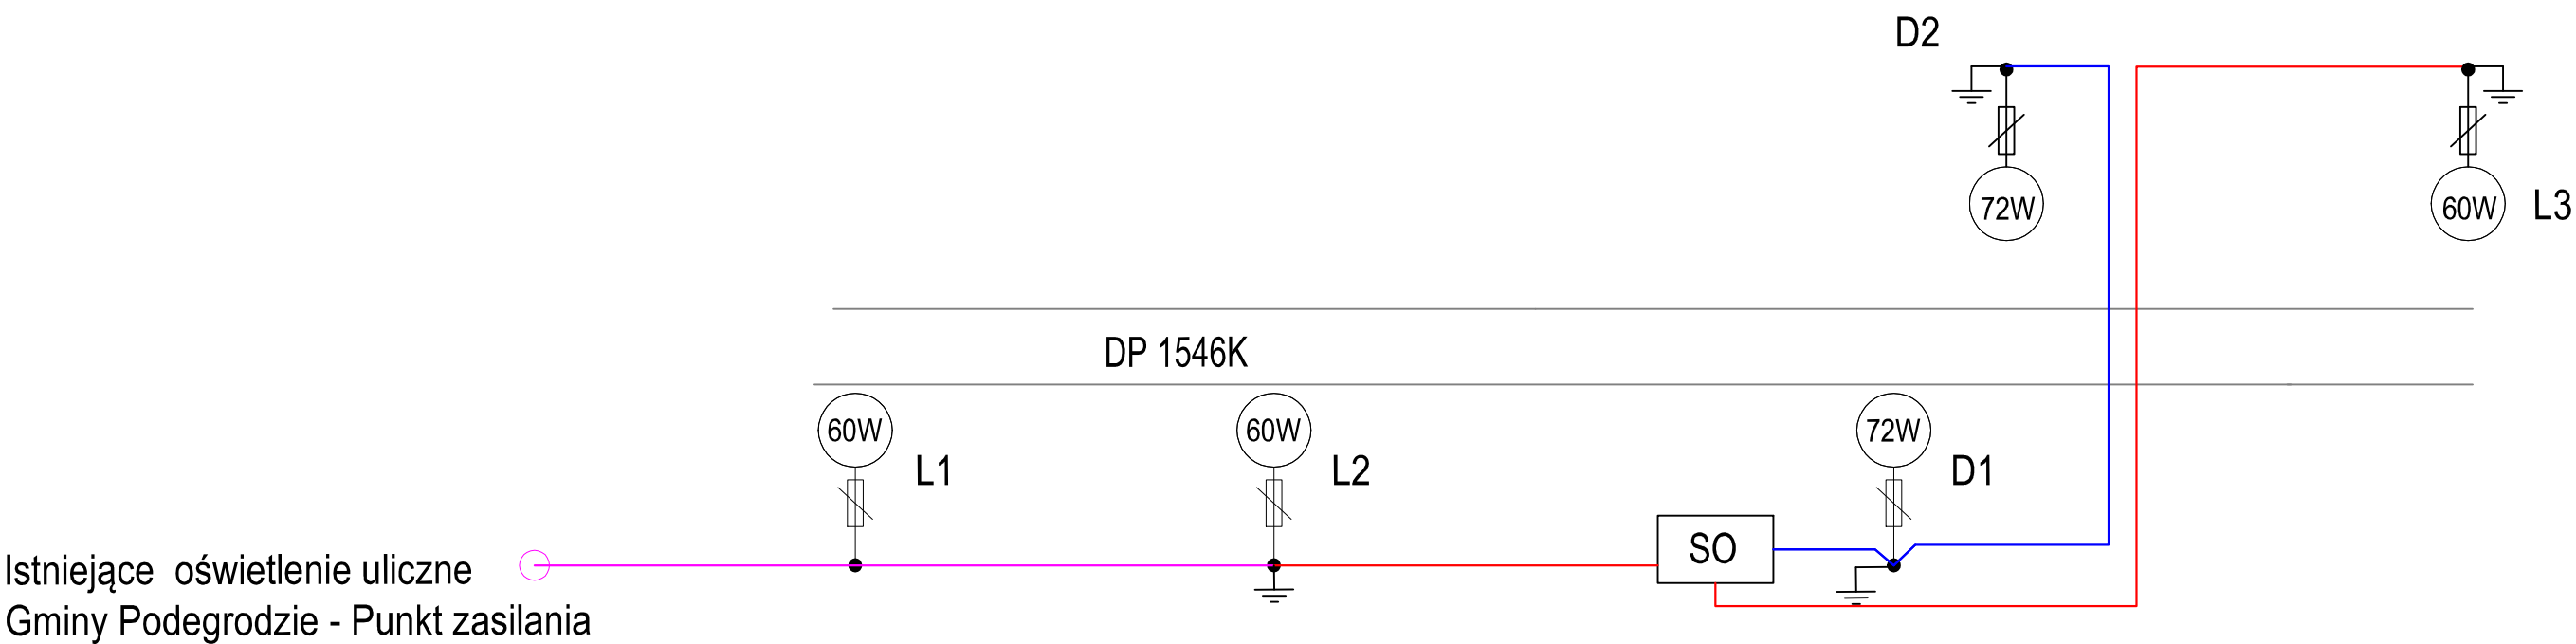 D2
72W
60W
L3
DP 1546K
60W
L1
60W
L2
72W
D1
SO
Istniejące oświetlenie uliczne
Gminy Podegrodzie - Punkt zasilania